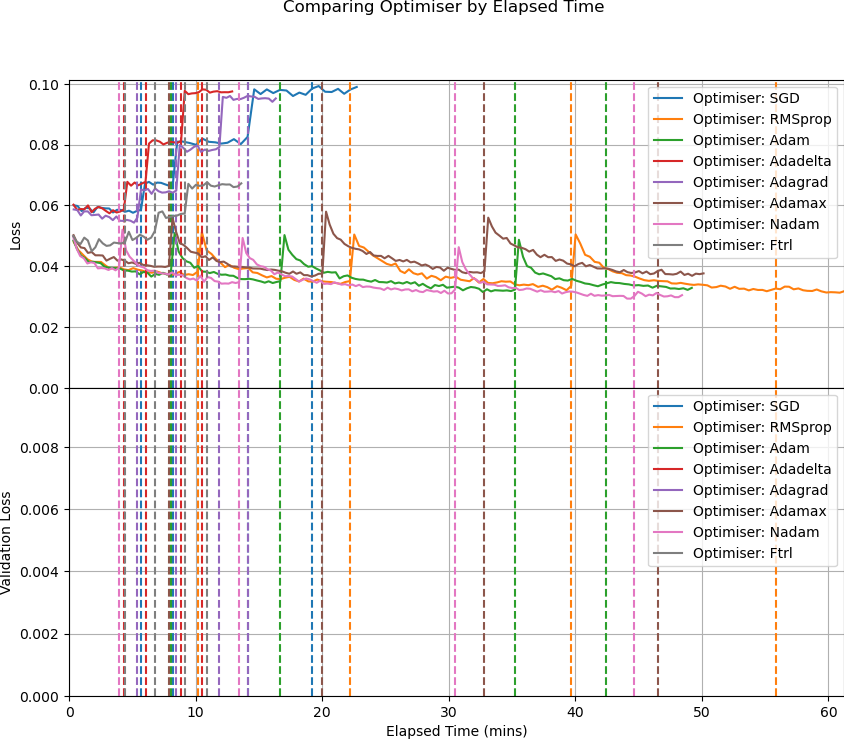 Comparing Optimiser by Elapsed Time
Loss
0.10
0.08
0.06
0.04
0.02
0.00
Optimiser: SGD
Optimiser: RMSprop
Optimiser: Adam
Optimiser: Adadelta
Optimiser: Adagrad
Optimiser: Adamax
Optimiser: Nadam
Optimiser: Ftrl
Validation Loss
0.008
0.006
0.004
0.002
0.000
Optimiser: SGD
Optimiser: RMSprop
Optimiser: Adam
Optimiser: Adadelta
Optimiser: Adagrad
Optimiser: Adamax
Optimiser: Nadam
Optimiser: Ftrl
0 10 20 30 40 50 60
Elapsed Time (mins)